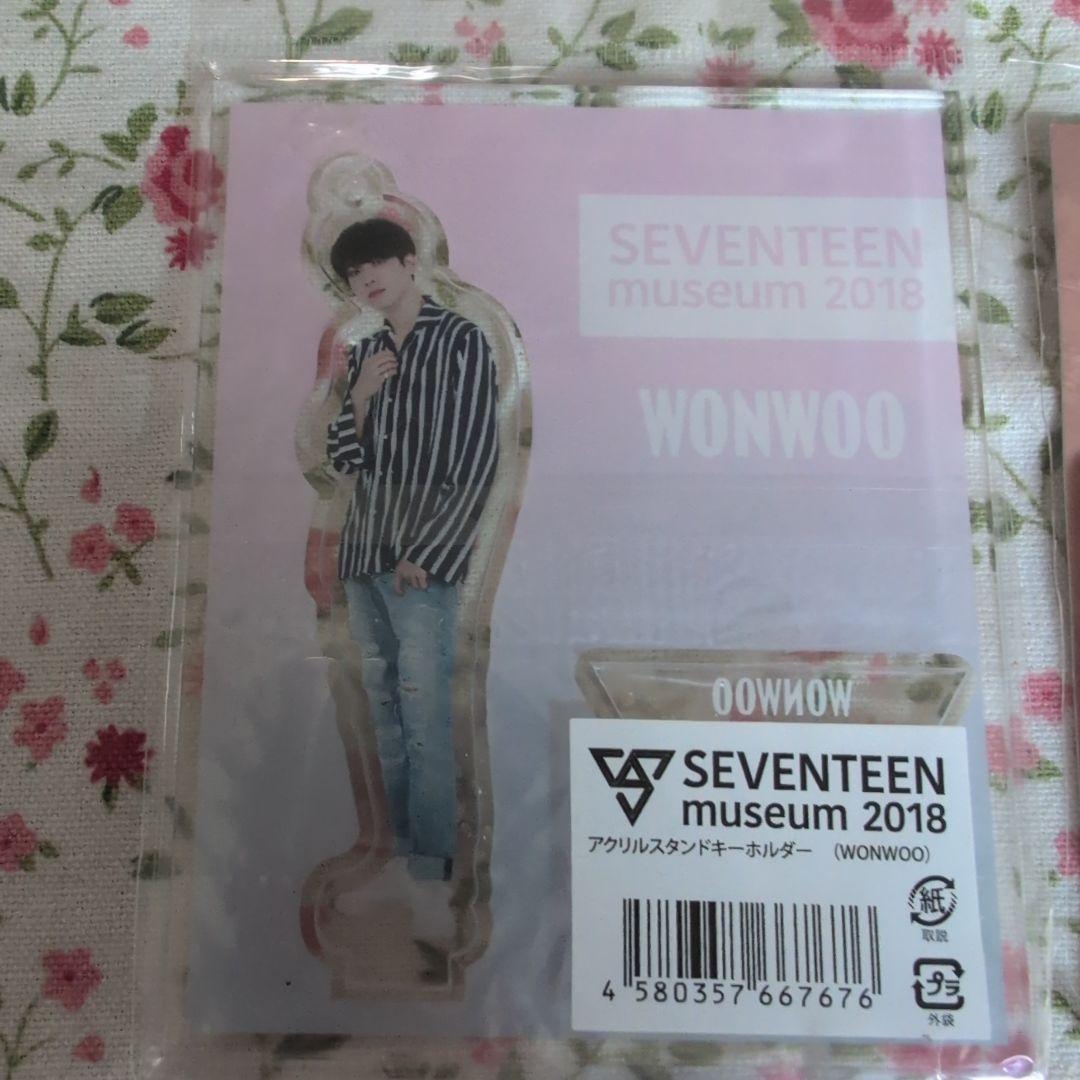 SEVENTEEN
museum 2018
WONWOO
WONWOO
SEVENTEEN
museum 2018
アクリルスタンドキーホルダー (WONWOO)
紙
取説
4 580357 667676
プラ
外袋